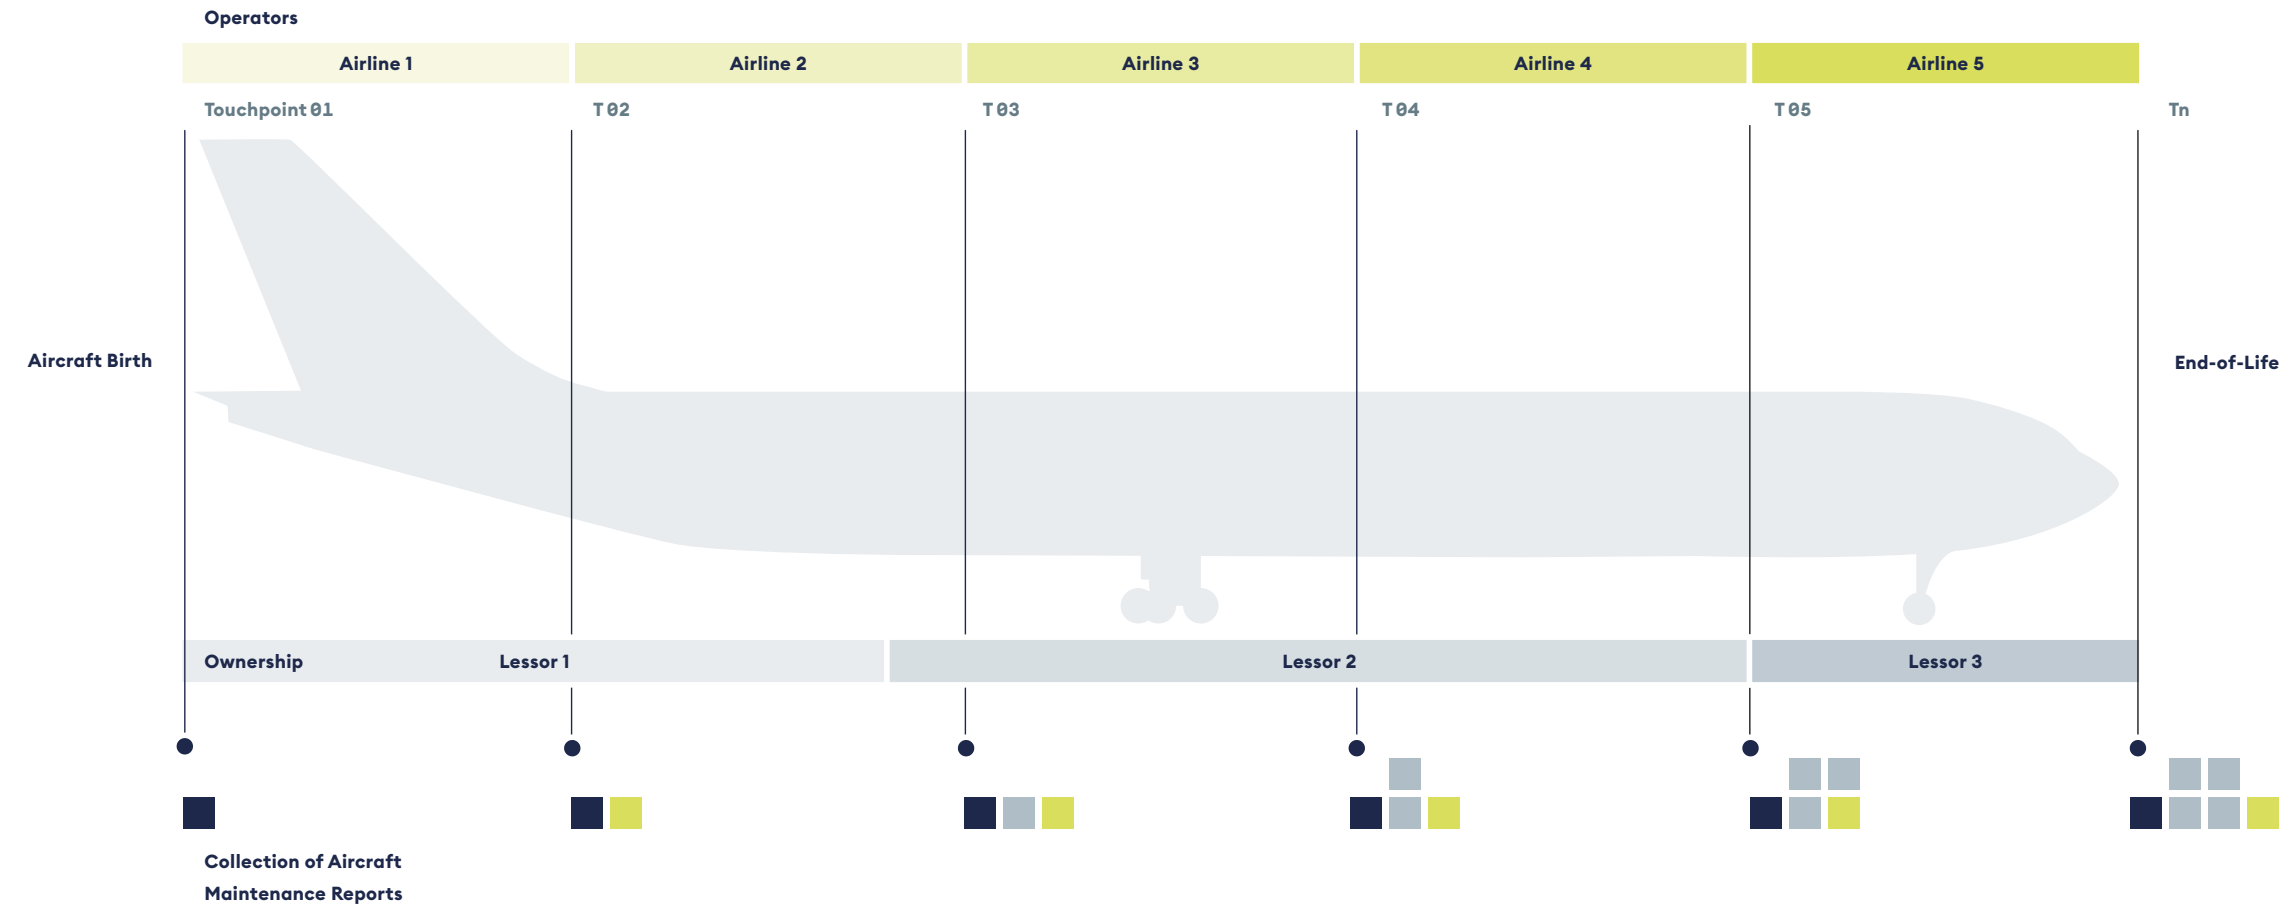 Operators
Airline 1
Airline 2
Airline 3
Airline 4
Airline 5
Touchpoint 01
T 02
T 03
T 04
T 05
Tn
Aircraft Birth
End-of-Life
Ownership
Lessor 1
Lessor 2
Lessor 3
Collection of Aircraft
Maintenance Reports